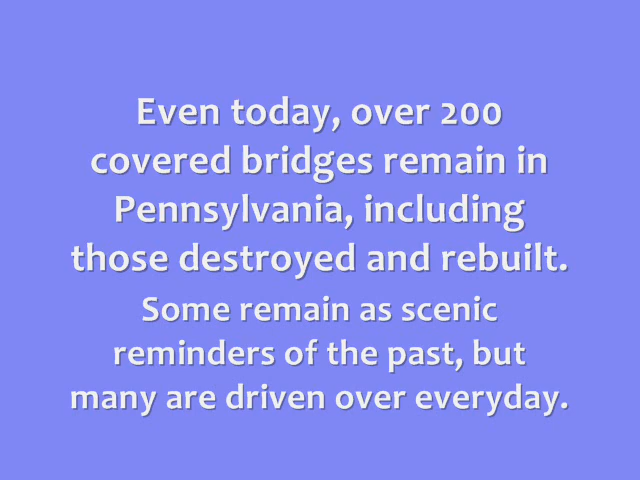 Even today, over 200
covered bridges remain in
Pennsylvania, including
those destroyed and rebuilt.
Some remain as scenic
reminders of the past, but
many are driven over everyday.